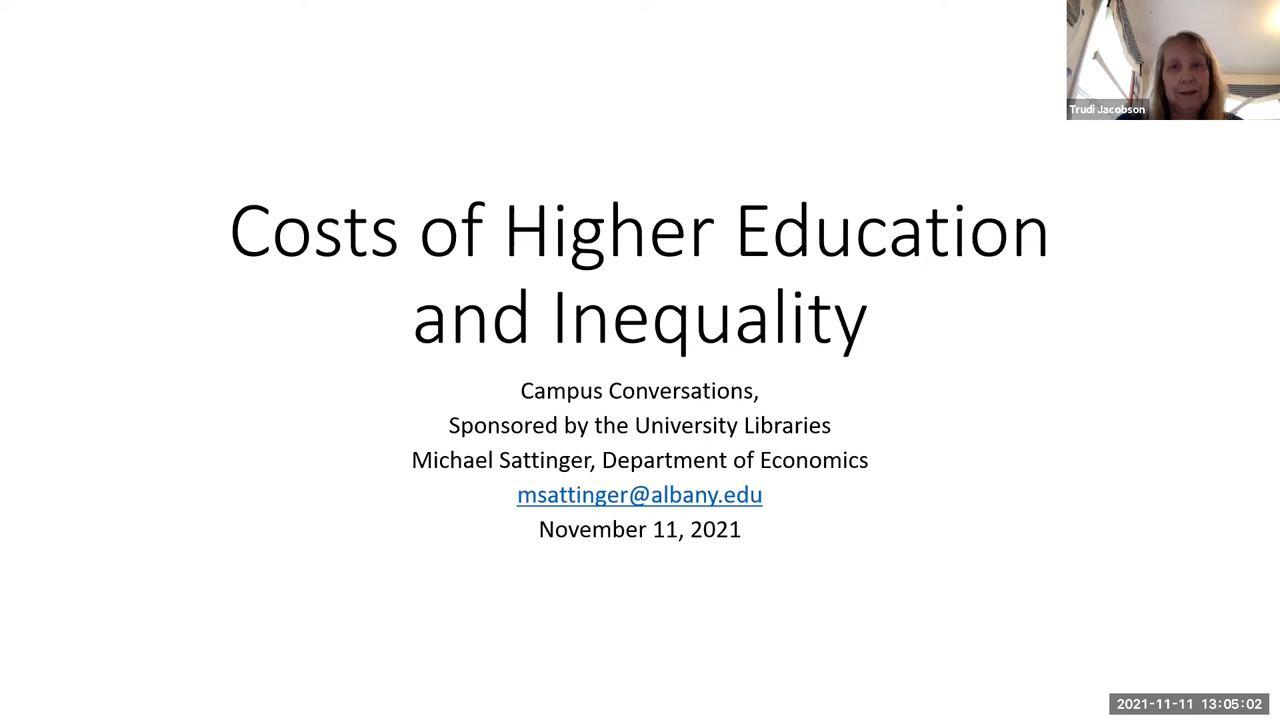 Trudi Jacobson
Costs of Higher Education
and Inequality
Campus Conversations,
Sponsored by the University Libraries
Michael Sattinger, Department of Economics
msattinger@albany.edu
November 11, 2021
2021-11-11 13:05:02